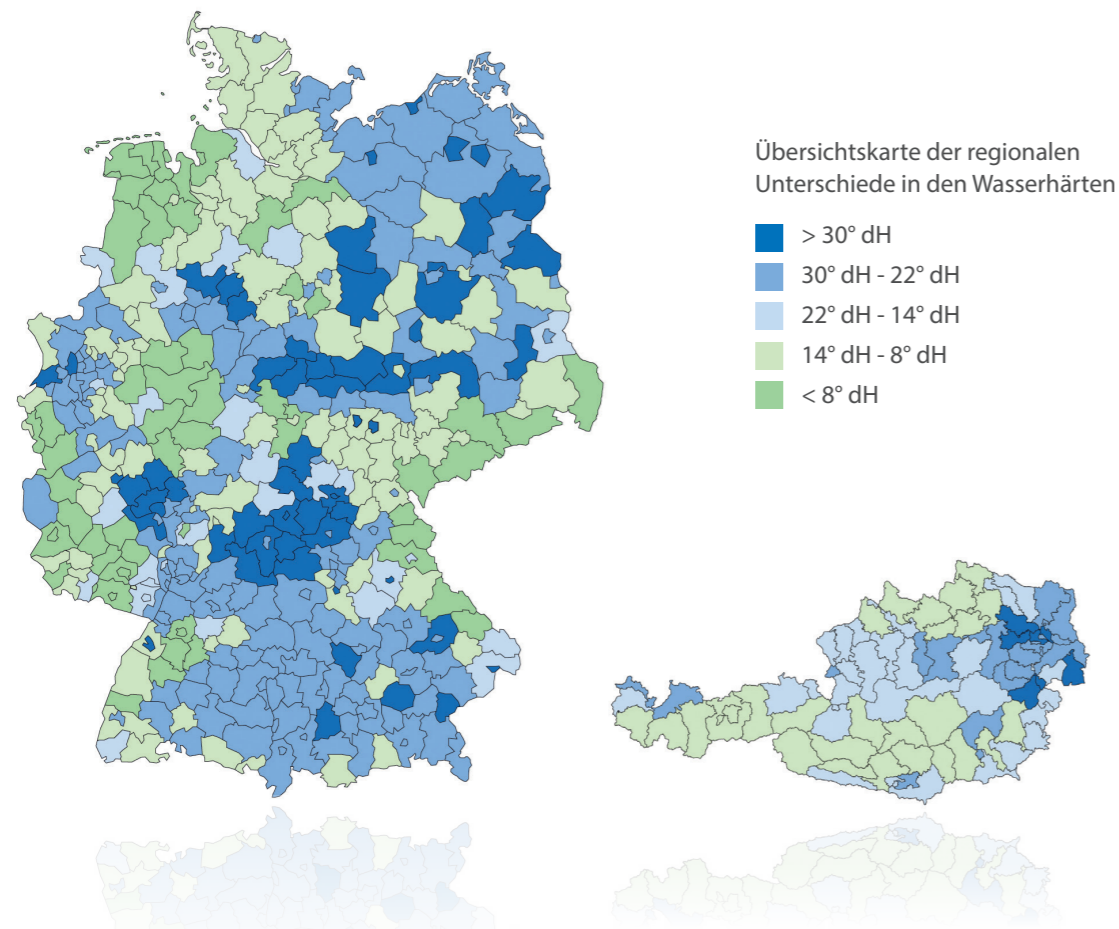 Übersichtskarte der regionalen
Unterschiede in den Wasserhärten
> 30° dH
30° dH - 22° dH
22° dH - 14° dH
14° dH - 8° dH
< 8° dH